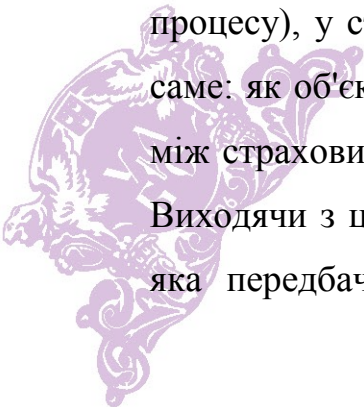 процесу), у с
саме: як об'єк
між страхови
Виходячи з ц
яка передбач